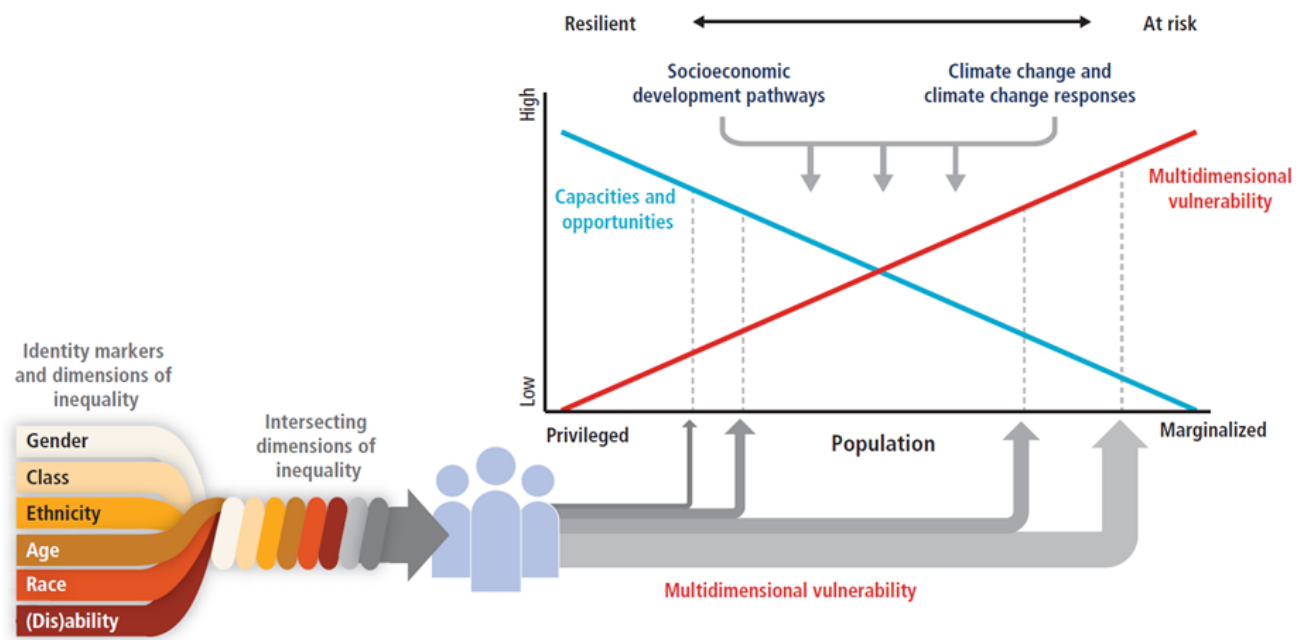 Resilient
At risk
Socioeconomic
development pathways
Climate change and
climate change responses
High
Low
Capacities and
opportunities
Multidimensional
vulnerability
Privileged
Population
Marginalized
Identity markers
and dimensions of
inequality
Gender
Class
Ethnicity
Age
Race
(Dis)ability
Intersecting
dimensions of
inequality
Multidimensional vulnerability